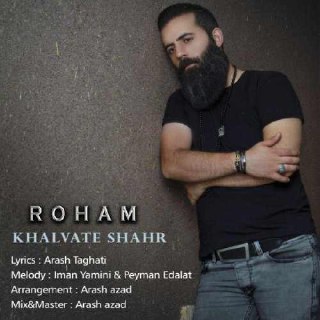 ROHAM
KHALVATE SHAHR
Lyrics : Arash Taghati
Melody : Iman Yamini & Peyman Edalat
Arrangement : Arash azad
Mix&Master : Arash azad